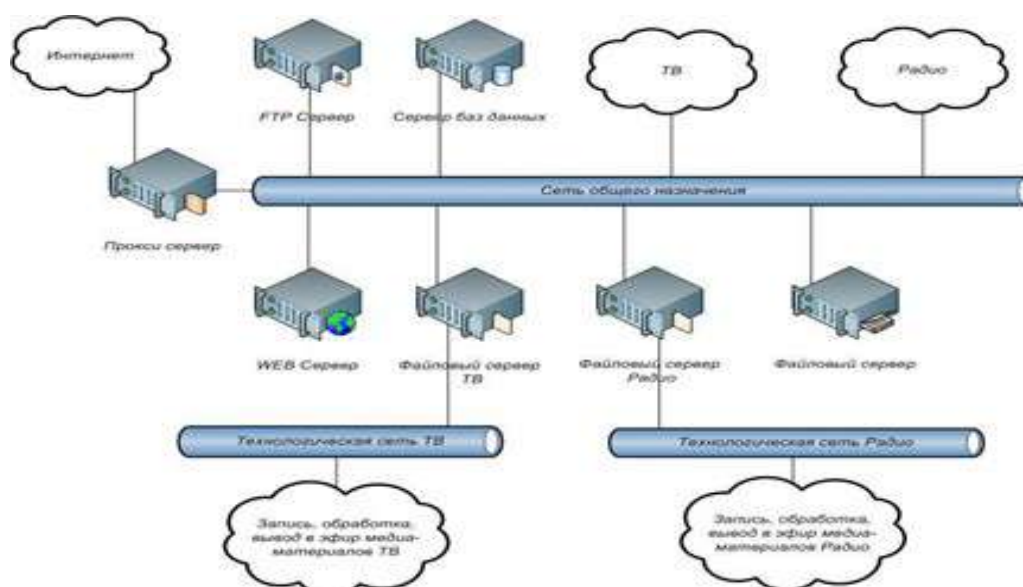 Интернет
FTP Сервер
Сервер баз данных
ТВ
Радио
Сеть общего назначения
Прокси сервер
WEB Сервер
Файловый сервер
ТВ
Файловый сервер
Радио
Файловый сервер
Технологическая сеть ТВ
Технологическая сеть Радио
Запись, обработка,
вывод в эфир медиа-
материалов ТВ
Запись, обработка,
вывод в эфир медиа-
материалов Радио